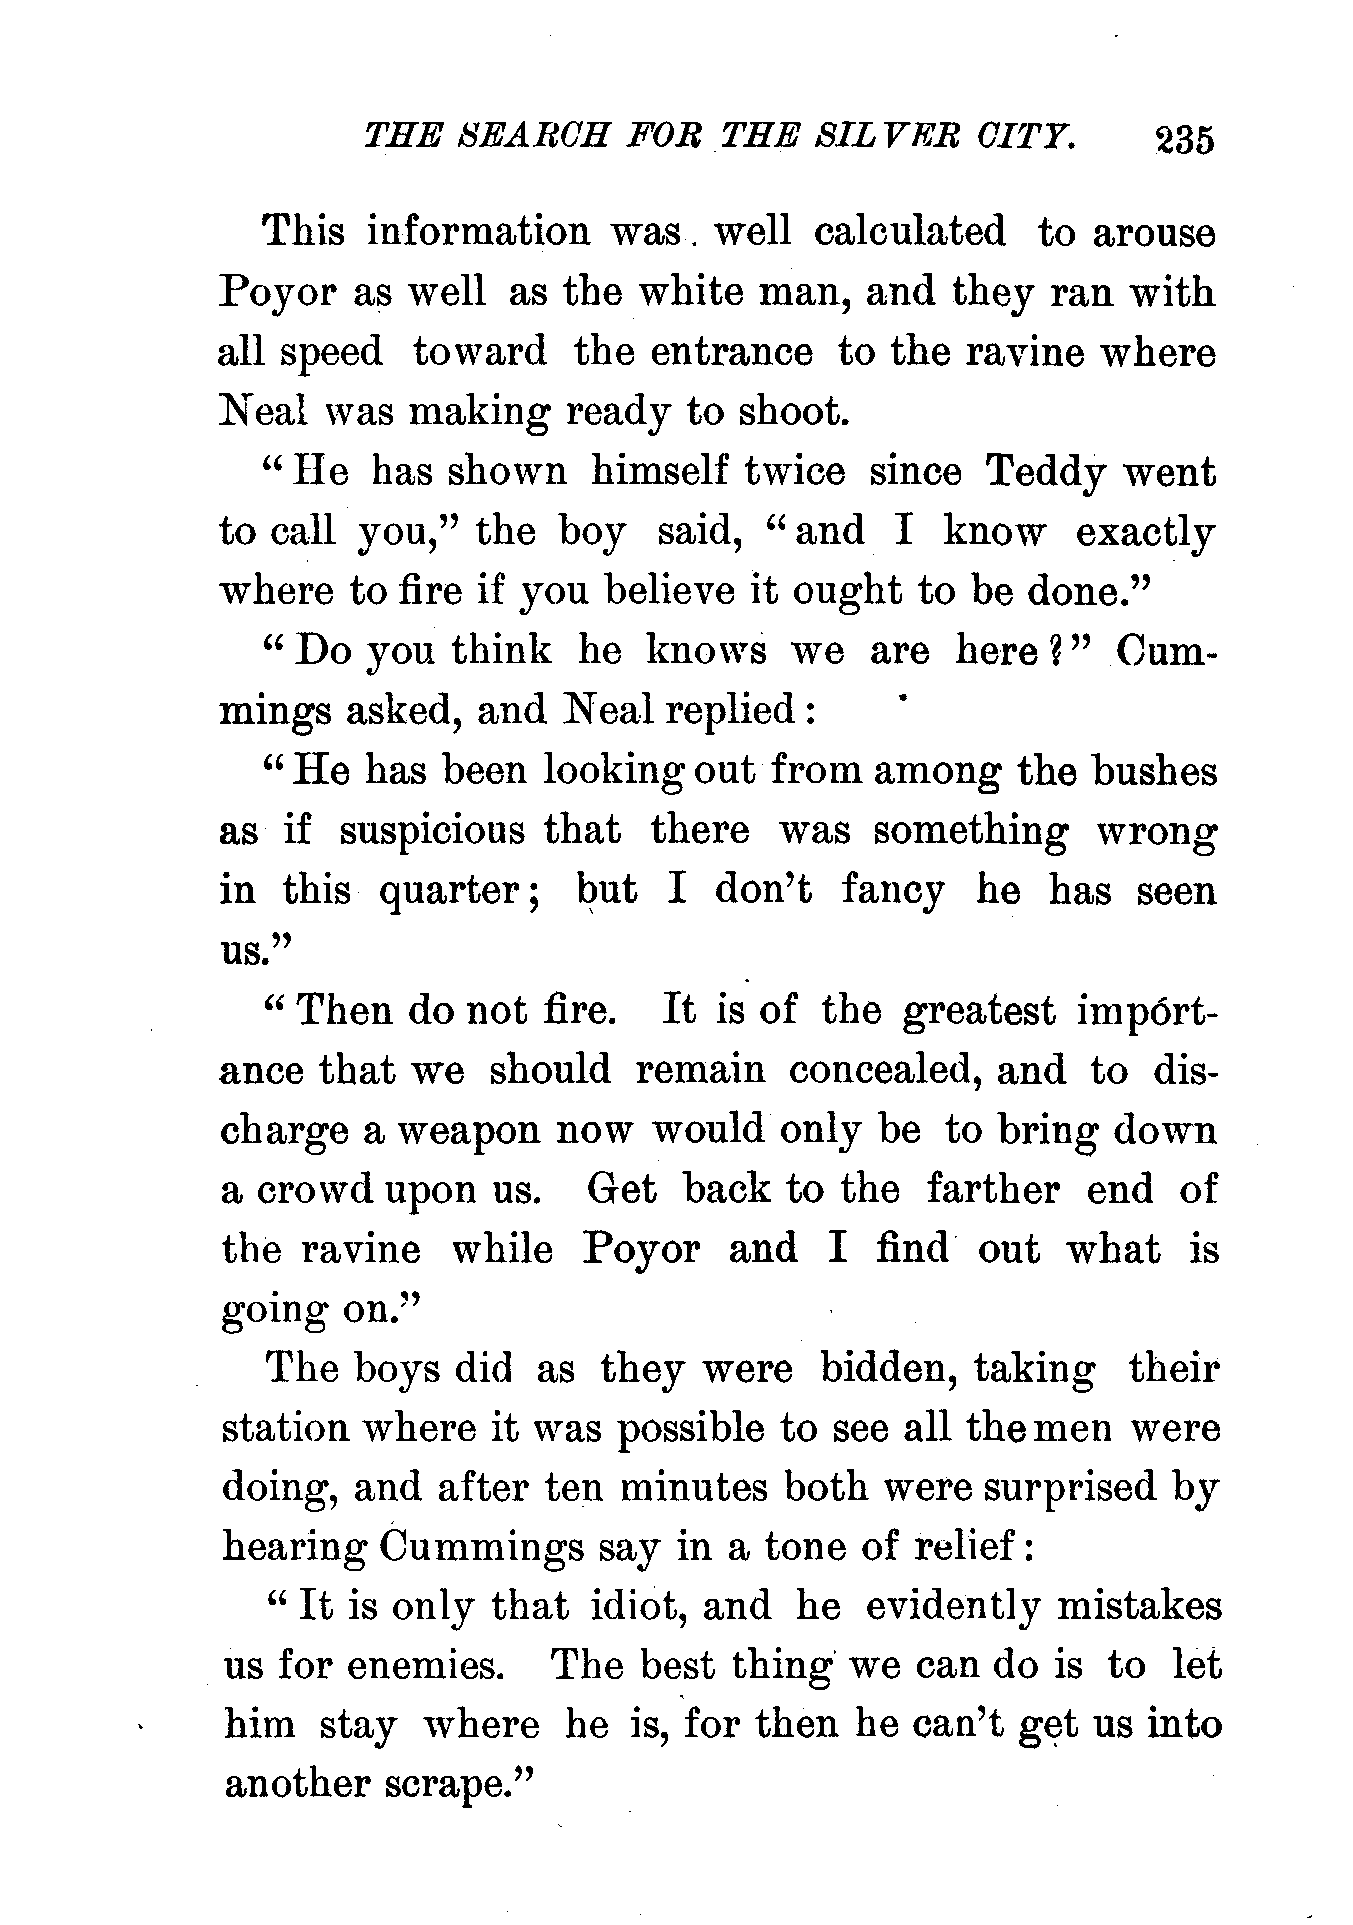 THE SEARCH FOR THE SILVER CITY. 235
This information was. well calculated to arouse
Poyor as well as the white man, and they ran with
all speed toward the entrance to the ravine where
Neal was making ready to shoot.
“He has shown himself twice since Teddy went
to call you,” the boy said, “and I know exactly
where to fire if you believe it ought to be done.”
“Do you think he knows we are here?” Cum-
mings asked, and Neal replied:
“He has been looking out from among the bushes
as if suspicious that there was something wrong
in this quarter; but I don’t fancy he has seen
us.”
“Then do not fire. It is of the greatest import-
ance that we should remain concealed, and to dis-
charge a weapon now would only be to bring down
a crowd upon us. Get back to the farther end of
the ravine while Poyor and I find out what is
going on.”
The boys did as they were bidden, taking their
station where it was possible to see all the men were
doing, and after ten minutes both were surprised by
hearing Cummings say in a tone of relief:
“It is only that idiot, and he evidently mistakes
us for enemies. The best thing we can do is to let
him stay where he is, for then he can’t get us into
another scrape.”